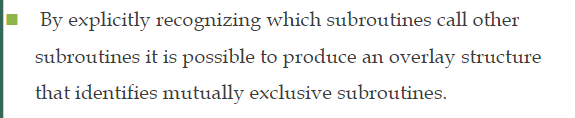 By explicitly recognizing which subroutines call other
subroutines it is possible to produce an overlay structure
that identifies mutually exclusive subroutines.